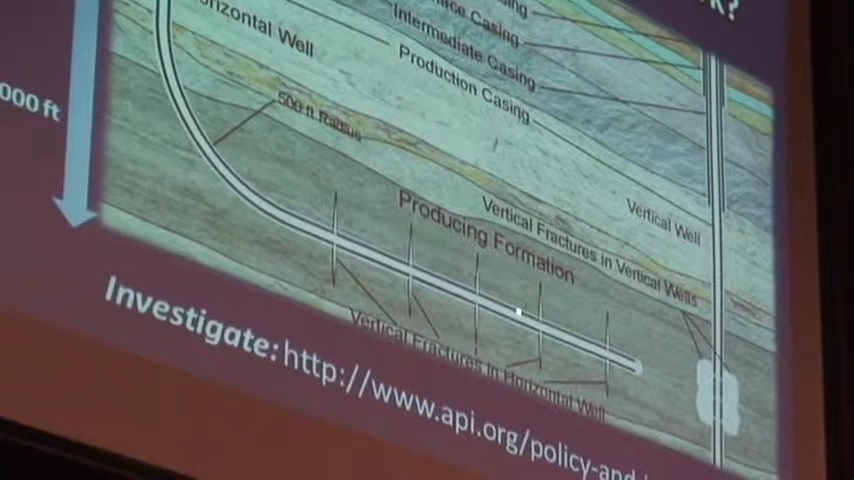 Intermediate Casing
Production Casing
Horizontal Well
000 ft
500 ft Radius
Vertical Well
Producing Formation
Vertical Fractures in Vertical Wells
Vertical Fractures in Horizontal Well
Investigate: http://www.api.org/policy-and-